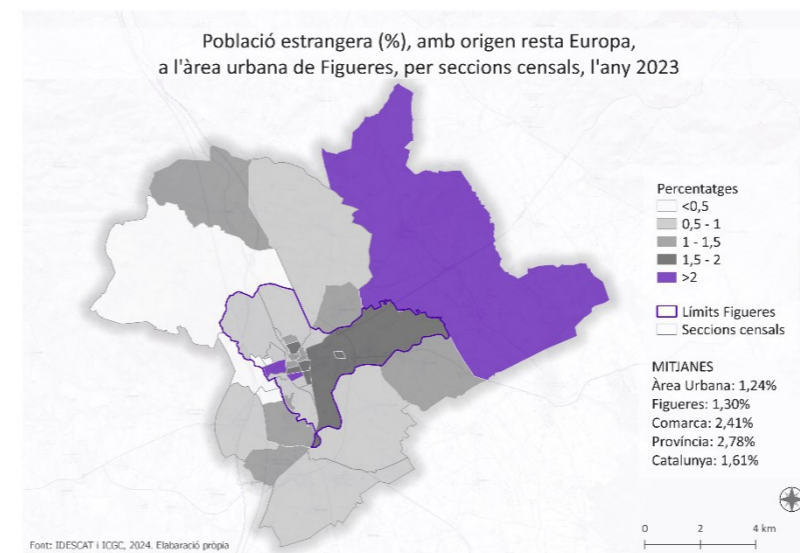 Població estrangera (%), amb origen resta Europa,
a l'àrea urbana de Figueres, per seccions censals, l'any 2023
Percentatges
<0,5
0,5 - 1
1 - 1,5
1,5 - 2
>2
Límits Figueres
Seccions censals
MITJANES
Àrea Urbana: 1,24%
Figueres: 1,30%
Comarca: 2,41%
Província: 2,78%
Catalunya: 1,61%
0 2 4 km
Font: IDESCAT i ICGC, 2024. Elabaració pròpia